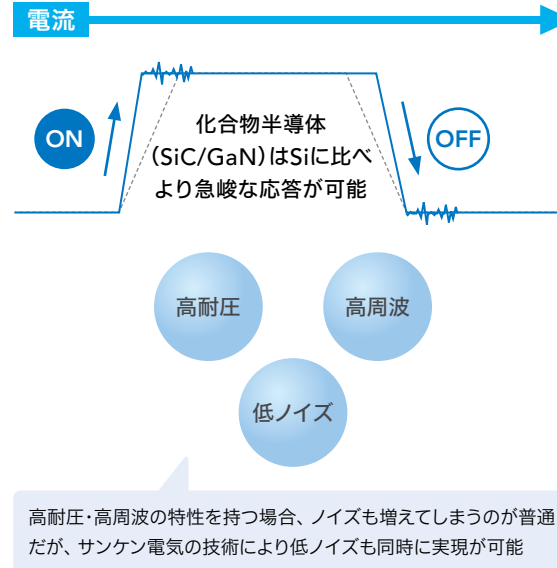 電流
ON
化合物半導体
（SiC/GaN）はSiに比べ
より急峻な応答が可能
OFF
高耐圧
高周波
低ノイズ
高耐圧・高周波の特性を持つ場合、ノイズも増えてしまうのが普通
だが、サンケン電気の技術により低ノイズも同時に実現が可能